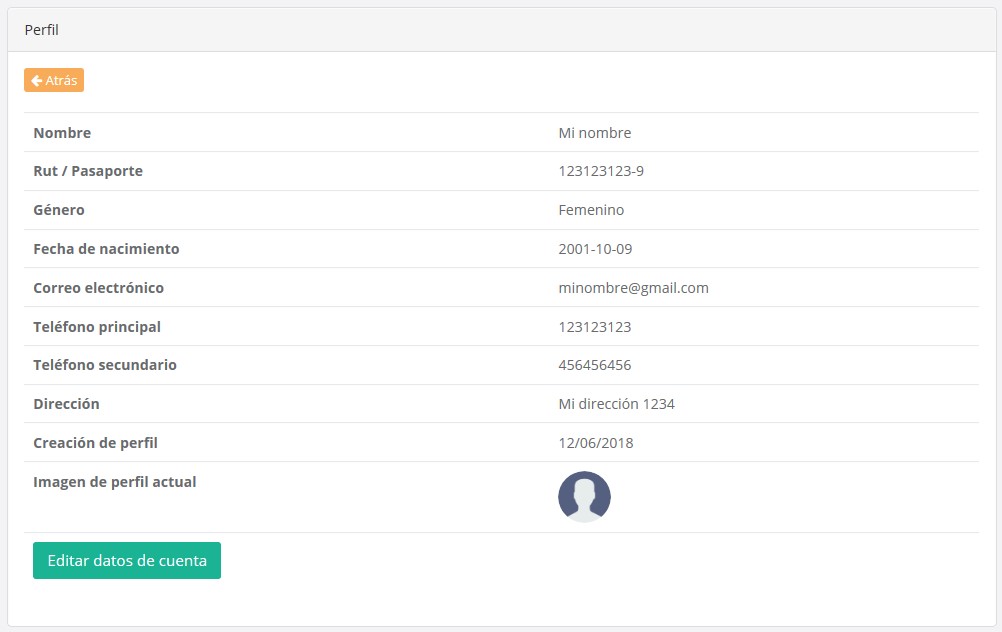 Perfil
Atrás
Nombre Mi nombre
Rut / Pasaporte 123123123-9
Género Femenino
Fecha de nacimiento 2001-10-09
Correo electrónico minombre@gmail.com
Teléfono principal 123123123
Teléfono secundario 456456456
Dirección Mi dirección 1234
Creación de perfil 12/06/2018
Imagen de perfil actual
Editar datos de cuenta